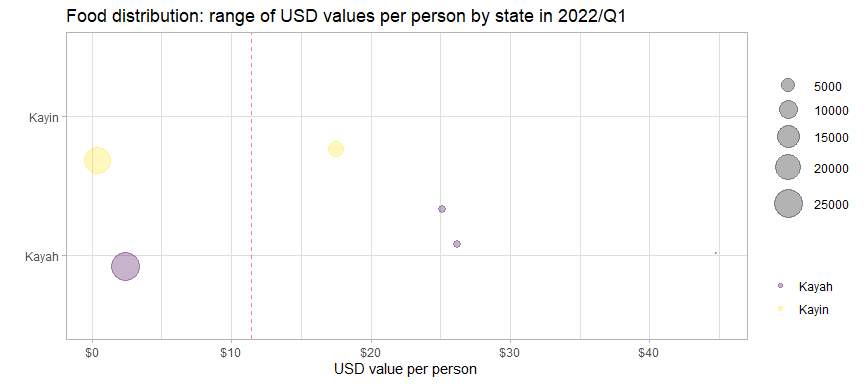 Food distribution: range of USD values per person by state in 2022/Q1
Kayin
Kayah
$0
$10
$20
$30
$40
USD value per person
5000
10000
15000
20000
25000
Kayah
Kayin